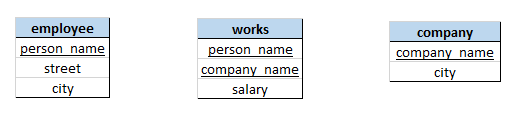 employee
person_name
street
city
works
person_name
company_name
salary
company
company_name
city